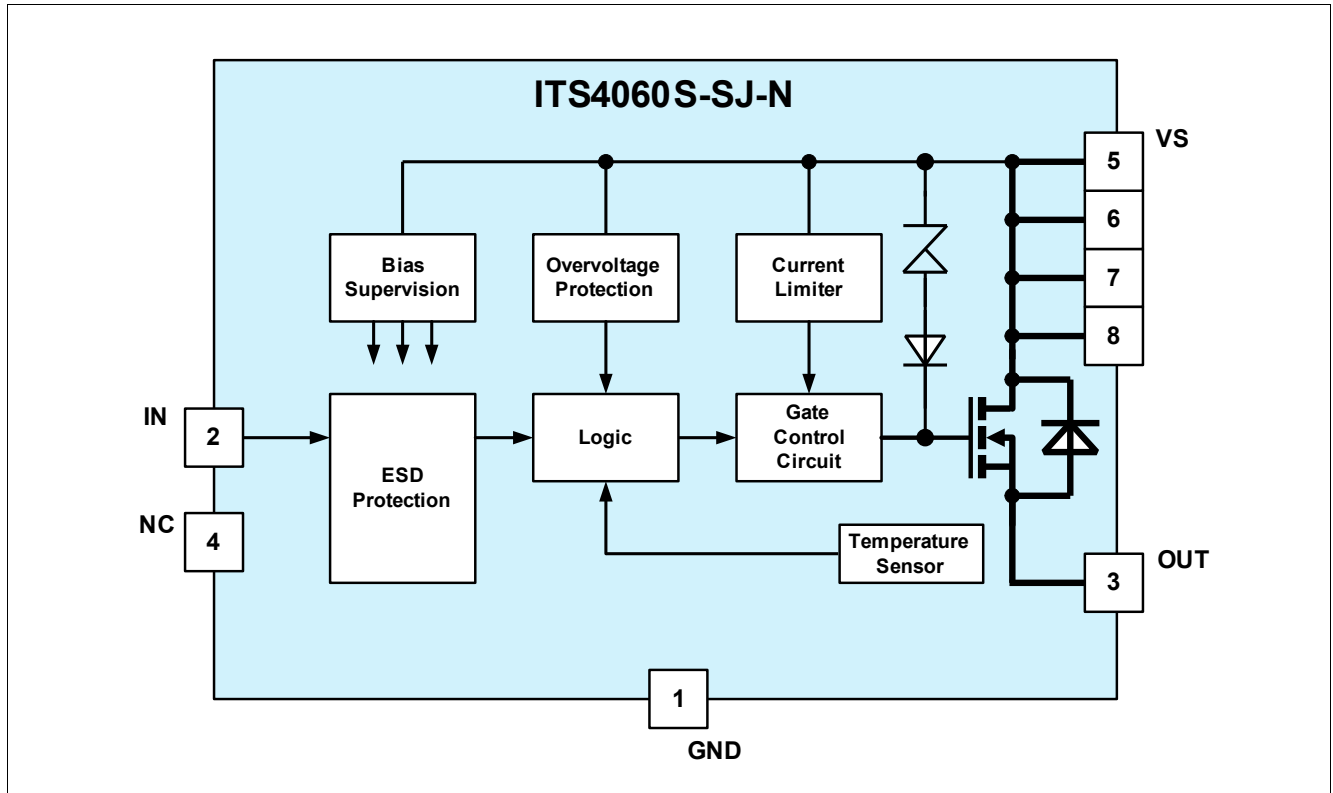 ITS4060S-SJ-N
VS
5
6
7
8
Bias
Supervision
Overvoltage
Protection
Current
Limiter
IN
2
NC
4
ESD
Protection
Logic
Gate
Control
Circuit
Temperature
Sensor
OUT
3
1
GND